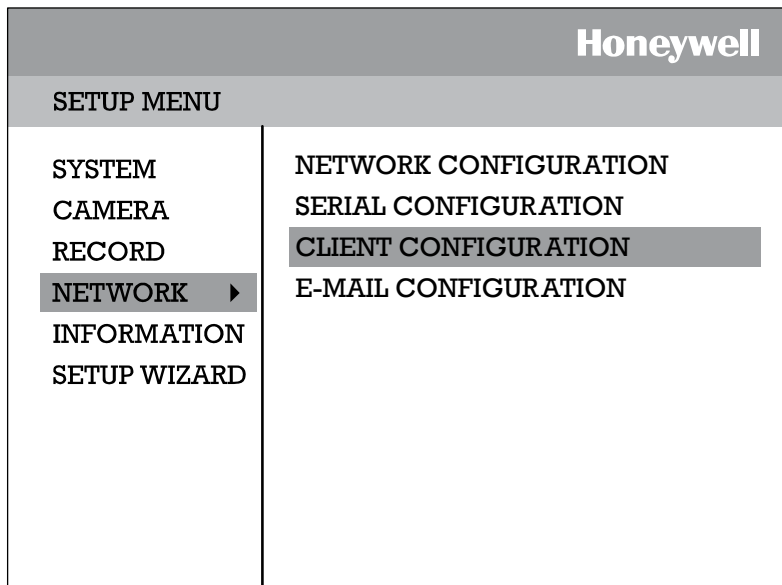 Honeywell
SETUP MENU
SYSTEM
CAMERA
RECORD
NETWORK
INFORMATION
SETUP WIZARD
NETWORK CONFIGURATION
SERIAL CONFIGURATION
CLIENT CONFIGURATION
E-MAIL CONFIGURATION